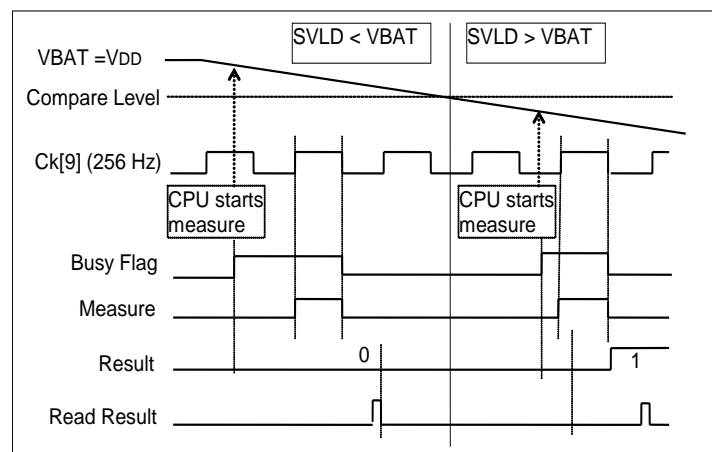 SVLD < VBAT
SVLD > VBAT
VBAT =VDD
Compare Level
Ck[9] (256 Hz)
CPU starts
measure
CPU starts
measure
Busy Flag
Measure
Result
0
1
Read Result